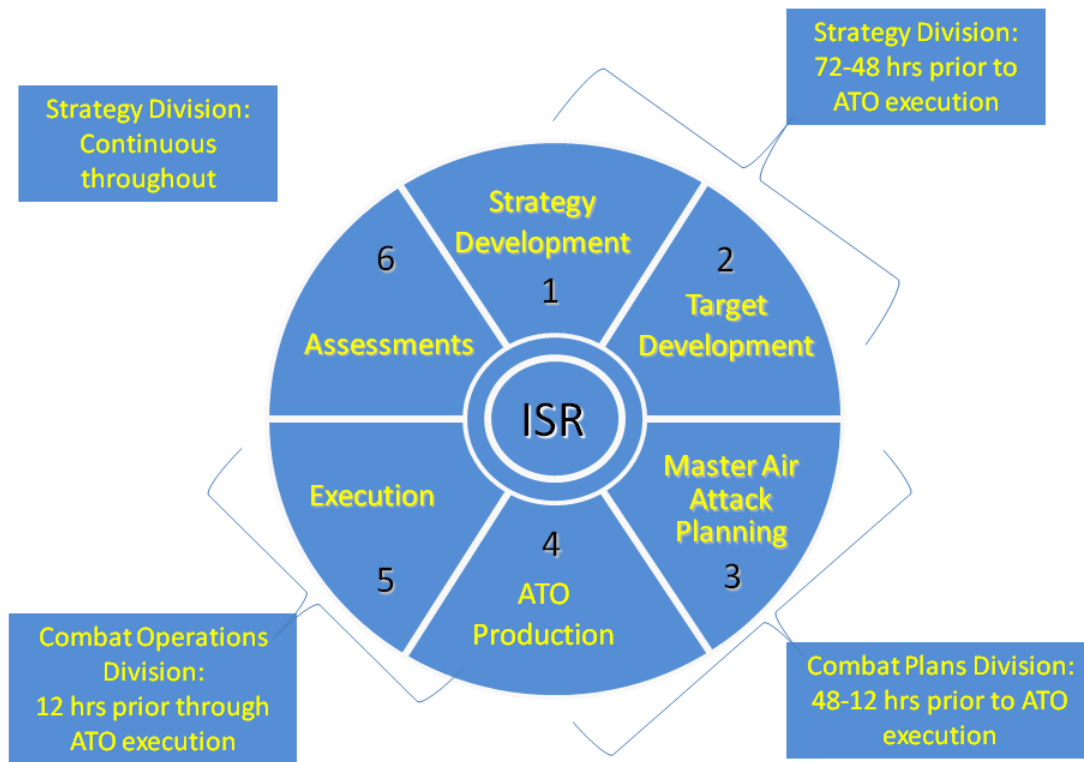 Strategy Division:
72-48 hrs prior to
ATO execution
Strategy Division:
Continuous
throughout
Strategy
Development
1
2
Target
Development
Master Air
Attack
Planning
3
4
ATO
Production
Execution
5
6
Assessments
ISR
Combat Operations
Division:
12 hrs prior through
ATO execution
Combat Plans Division:
48-12 hrs prior to ATO
execution